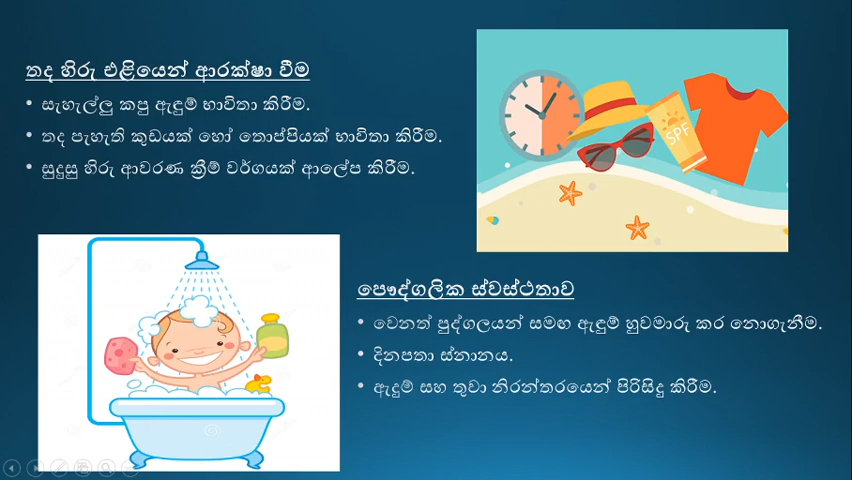 තද හිරු එළියෙන් ආරක්ෂා වීම
• සැහැල්ලු කපු ඇඳුම් භාවිතා කිරීම.
• තද පැහැති කුඩයක් හෝ තොප්පියක් භාවිතා කිරීම.
• සුදුසු හිරු ආවරණ ක්‍රීම් වර්ගයක් ආලේප කිරීම.
SPF
පෞද්ගලික ස්වස්ථතාව
• වෙනත් පුද්ගලයන් සමඟ ඇඳුම් හුවමාරු කර නොගැනීම.
• දිනපතා ස්නානය.
• ඇඳුම් සහ තුවා නිරන්තරයෙන් පිරිසිදු කිරීම.